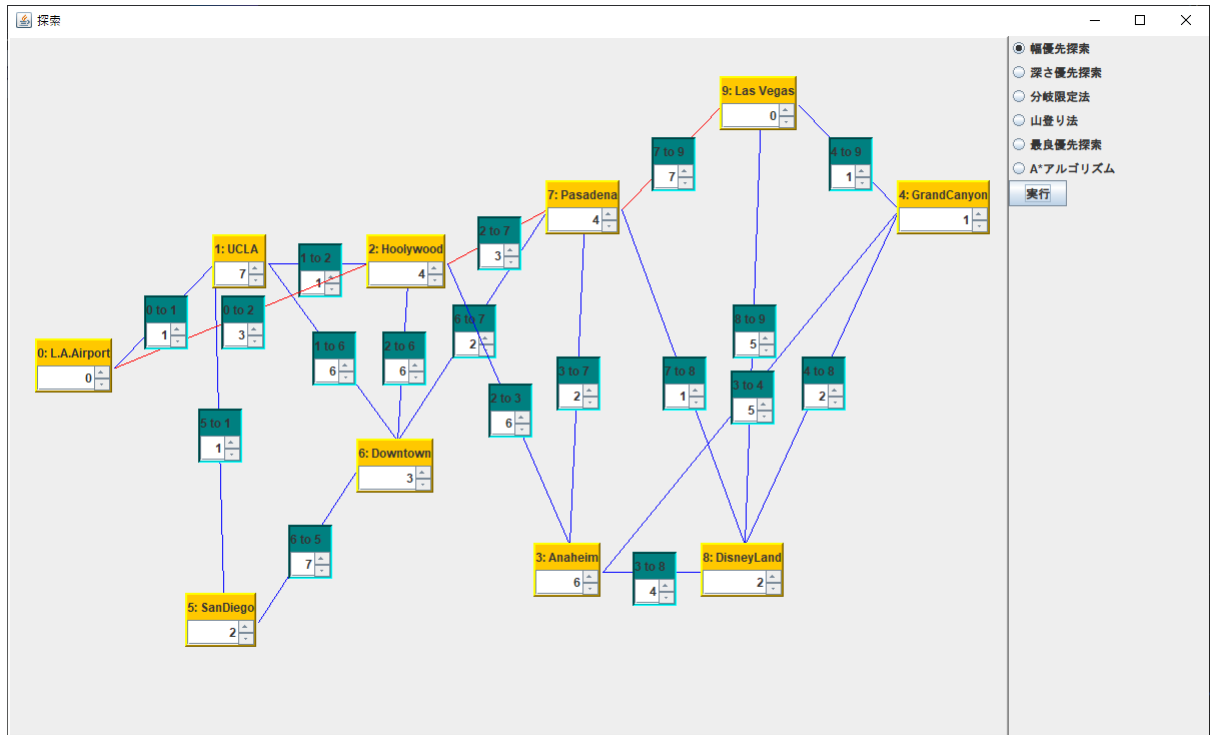 探索
9: Las Vegas
0
7 to 9
7
4 to 9
1
7: Pasadena
4
4: GrandCanyon
1
2 to 7
3
1: UCLA
7
1 to 2
1
2: Hoolywood
4
0 to 1
1
0 to 2
3
6 to 7
2
8 to 9
5
0: L.A.Airport
0
1 to 6
6
2 to 6
6
3 to 7
2
7 to 8
1
3 to 4
5
4 to 8
2
2 to 3
6
5 to 1
1
6: Downtown
3
6 to 5
7
3: Anaheim
6
3 to 8
4
8: DisneyLand
2
5: SanDiego
2
幅優先探索
深さ優先探索
分岐限定法
山登り法
最良優先探索
A*アルゴリズム
実行